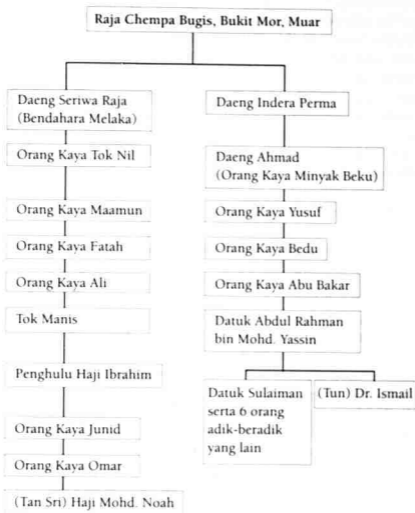 Raja Chempa Bugis, Bukit Mor, Muar
Daeng Seriwa Raja
(Bendahara Melaka)
Orang Kaya Tok Nil
Orang Kaya Maamun
Orang Kaya Fatah
Orang Kaya Ali
Tok Manis
Penghulu Haji Ibrahim
Orang Kaya Junid
Orang Kaya Omar
(Tan Sri) Haji Mohd. Noah
Daeng Indera Perma
Daeng Ahmad
(Orang Kaya Minyak Beku)
Orang Kaya Yusuf
Orang Kaya Bedu
Orang Kaya Abu Bakar
Datuk Abdul Rahman
bin Mohd. Yassin
Datuk Sulaiman
serta 6 orang
adik-beradik
yang lain
(Tun) Dr. Ismail